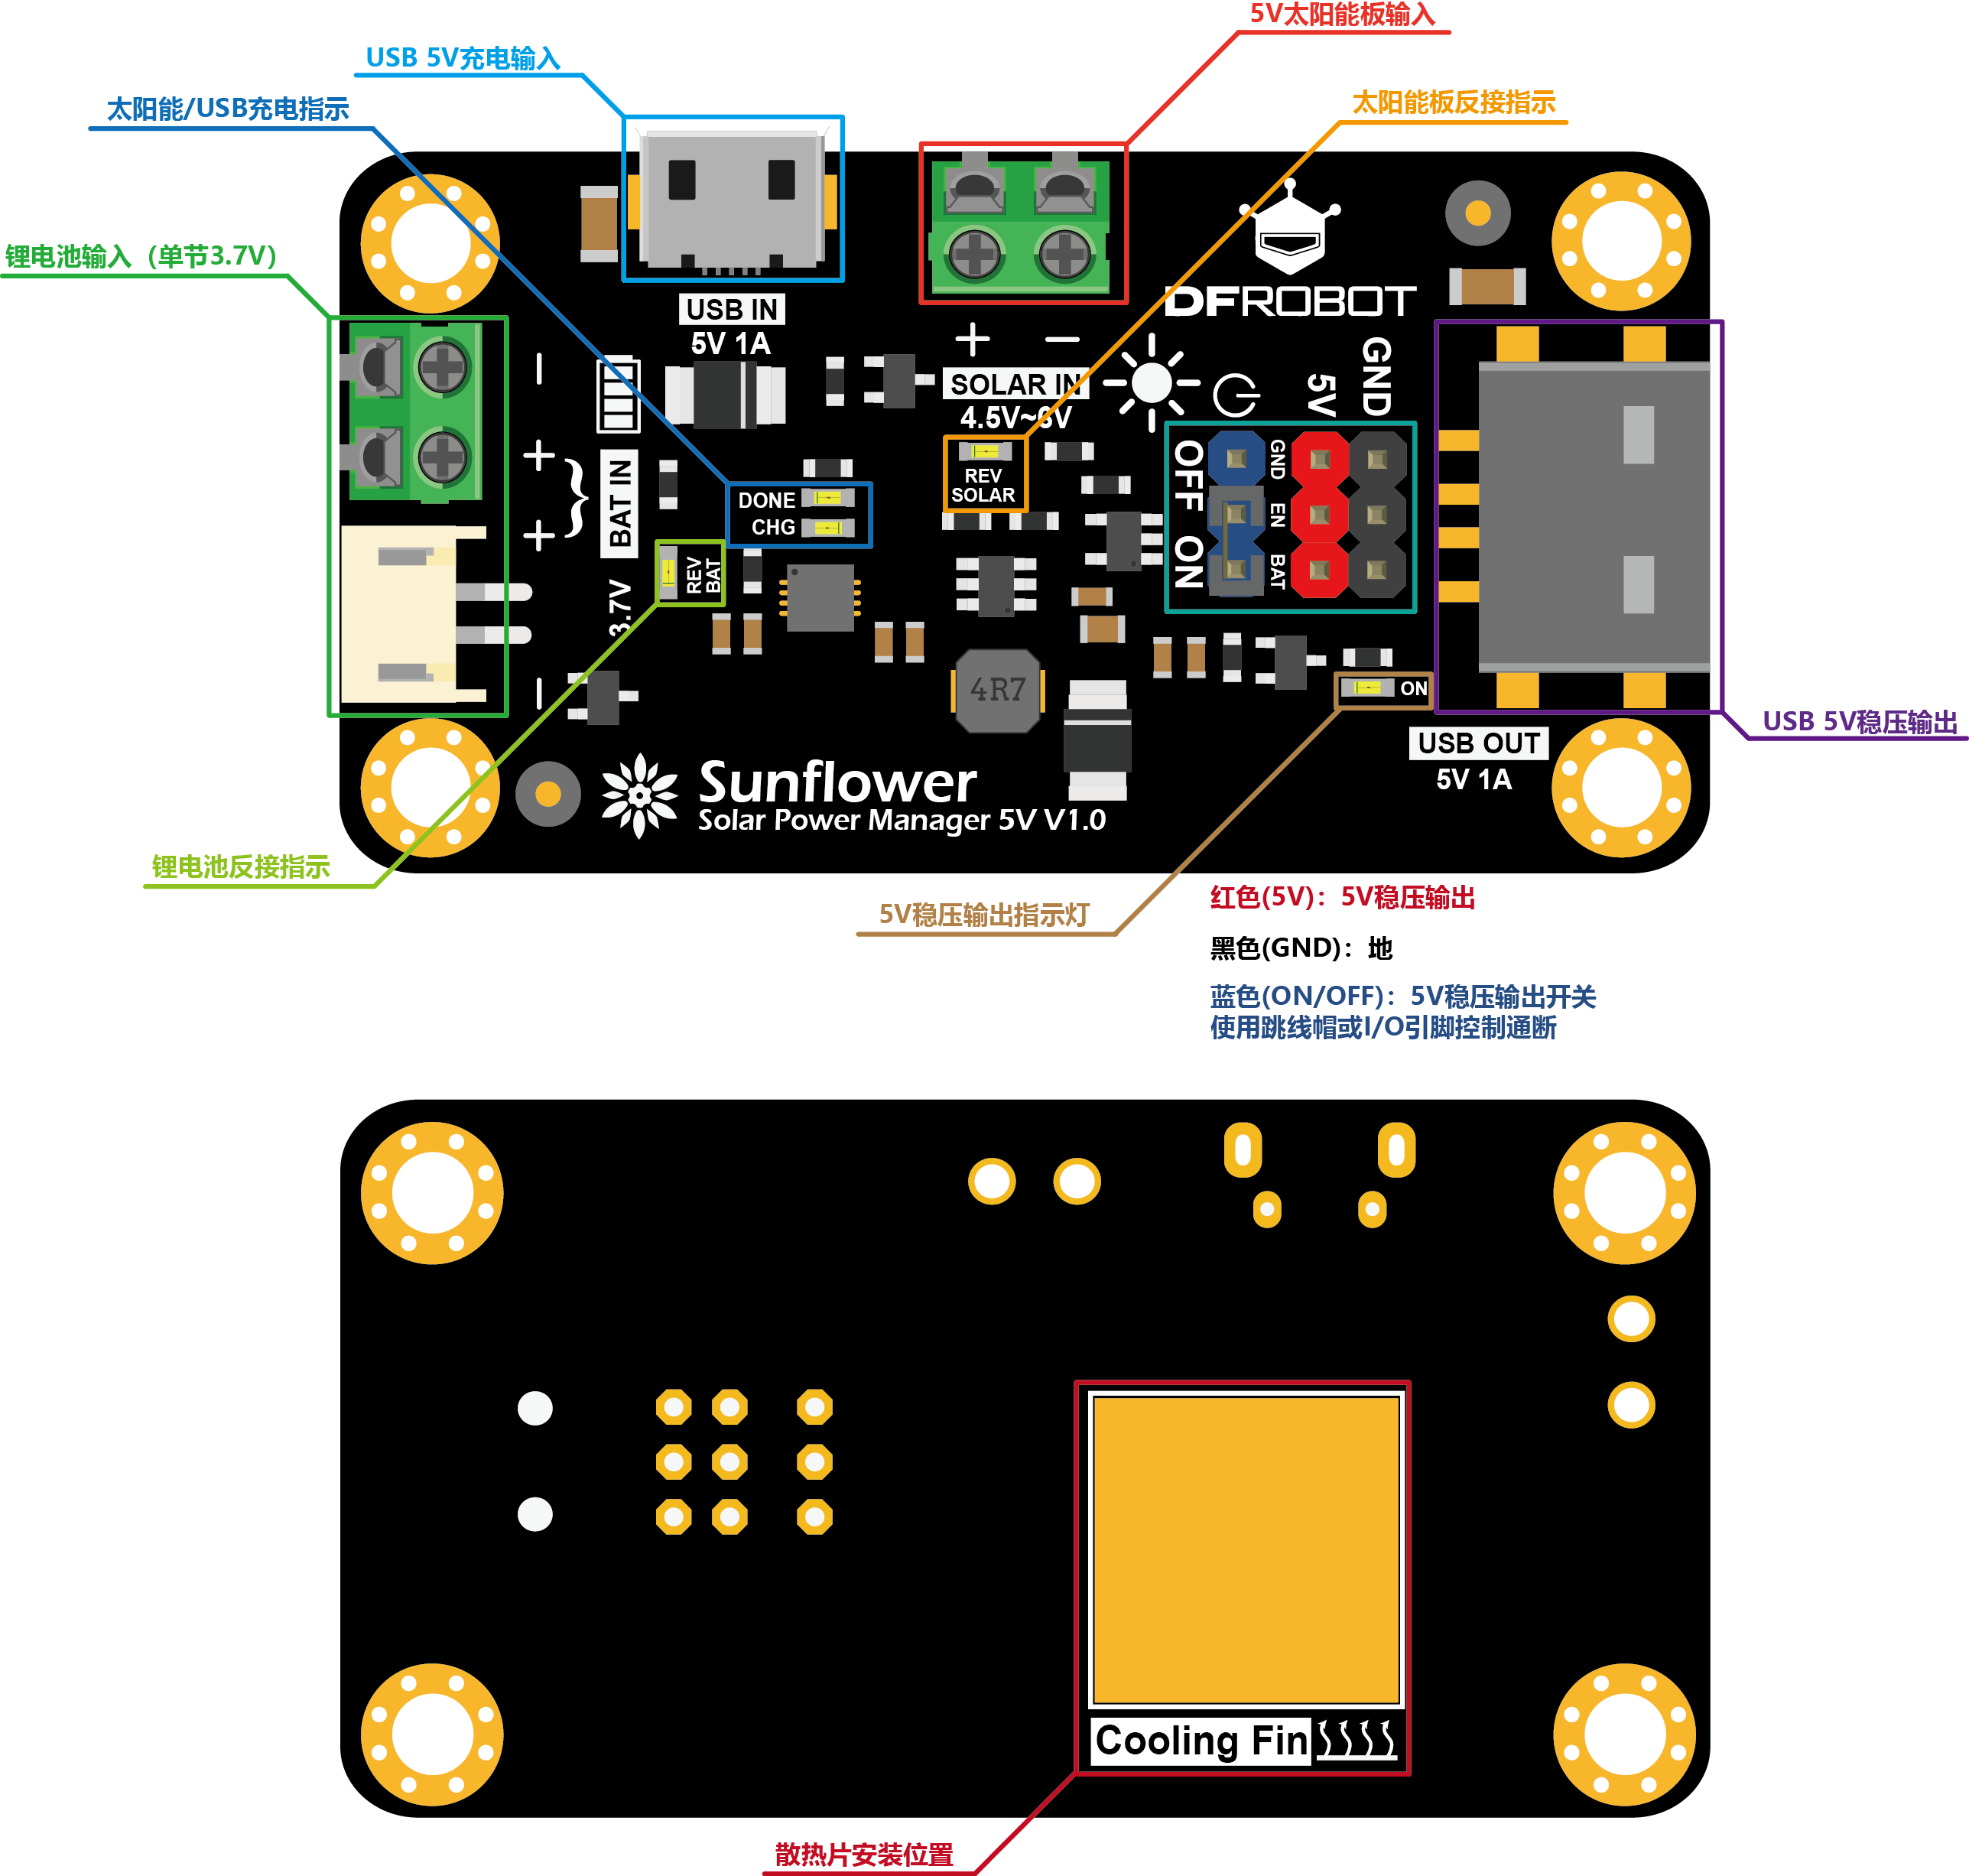 5V太阳能板输入
USB 5V充电输入
太阳能板反接指示
太阳能/USB充电指示
锂电池输入（单节3.7V）
DFROBOT
USB IN
5V 1A
+ −
SOLAR IN
4.5V~6V
5V
GND
−
+
+
−
BAT IN
3.7V
OFF
ON
GND
EN
BAT
REV
SOLAR
DONE
CHG
REV
BAT
4R7
ON
USB OUT
5V 1A
USB 5V稳压输出
Sunflower
Solar Power Manager 5V V1.0
锂电池反接指示
5V稳压输出指示灯
红色(5V)：5V稳压输出
黑色(GND)：地
蓝色(ON/OFF)：5V稳压输出开关
使用跳线帽或I/O引脚控制通断
Cooling Fin
散热片安装位置